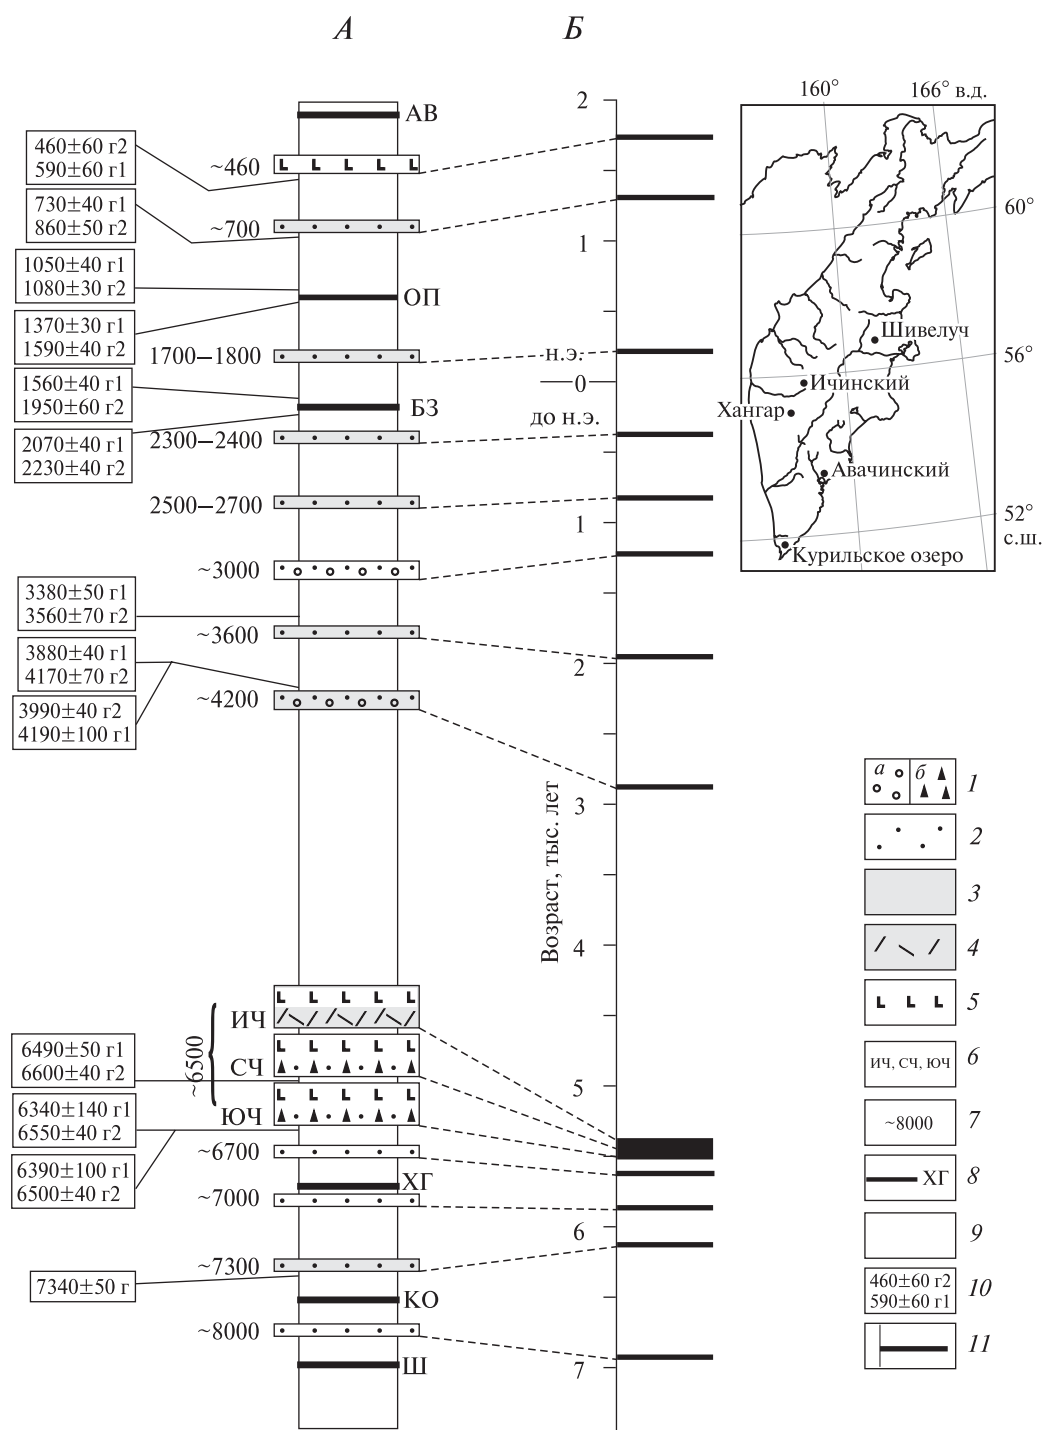 А
Б
АВ
460±60 г2
590±60 г1
~460
730±40 г1
860±50 г2
~700
1050±40 г1
1080±30 г2
ОП
1370±30 г1
1590±40 г2
1700–1800
1560±40 г1
1950±60 г2
БЗ
2070±40 г1
2230±40 г2
2300–2400
2500–2700
~3000
3380±50 г1
3560±70 г2
~3600
3880±40 г1
4170±70 г2
~4200
3990±40 г2
4190±100 г1
~6500
ИЧ
СЧ
ЮЧ
6490±50 г1
6600±40 г2
6340±140 г1
6550±40 г2
6390±100 г1
6500±40 г2
~6700
ХГ
~7000
~7300
7340±50 г
КО
~8000
Ш
2
1
н.э.
0
до н.э.
1
2
3
Возраст, тыс. лет
4
5
6
7
160°
166° в.д.
60°
Шивелуч
56°
Ичинский
Хангар
Авачинский
52°
с.ш.
Курильское озеро
а
б
1
2
3
4
5
ИЧ, СЧ, ЮЧ
6
~8000
7
ХГ
8
9
460±60 г2
590±60 г1
10
11